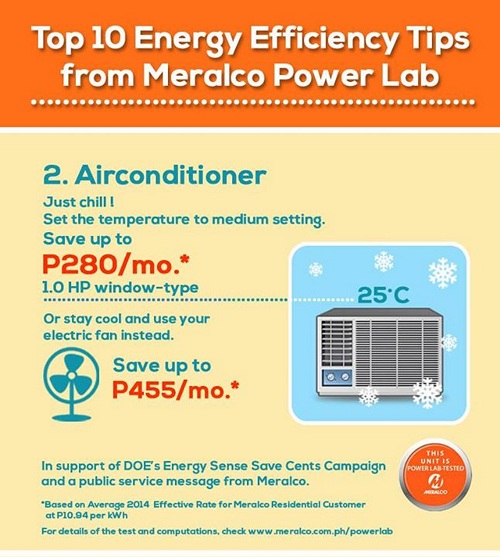 Top 10 Energy Efficiency Tips
from Meralco Power Lab
2. Airconditioner
Just chill !
Set the temperature to medium setting.
Save up to
P280/mo.*
1.0 HP window-type
25°C
Or stay cool and use your
electric fan instead.
Save up to
P455/mo.*
In support of DOE's Energy Sense Save Cents Campaign
and a public service message from Meralco.
THIS
UNIT IS
POWER LAB-TESTED
MERALCO
*Based on Average 2014 Effective Rate for Meralco Residential Customer
at P10.94 per kWh
For details of the test and computations, check www.meralco.com.ph/powerlab